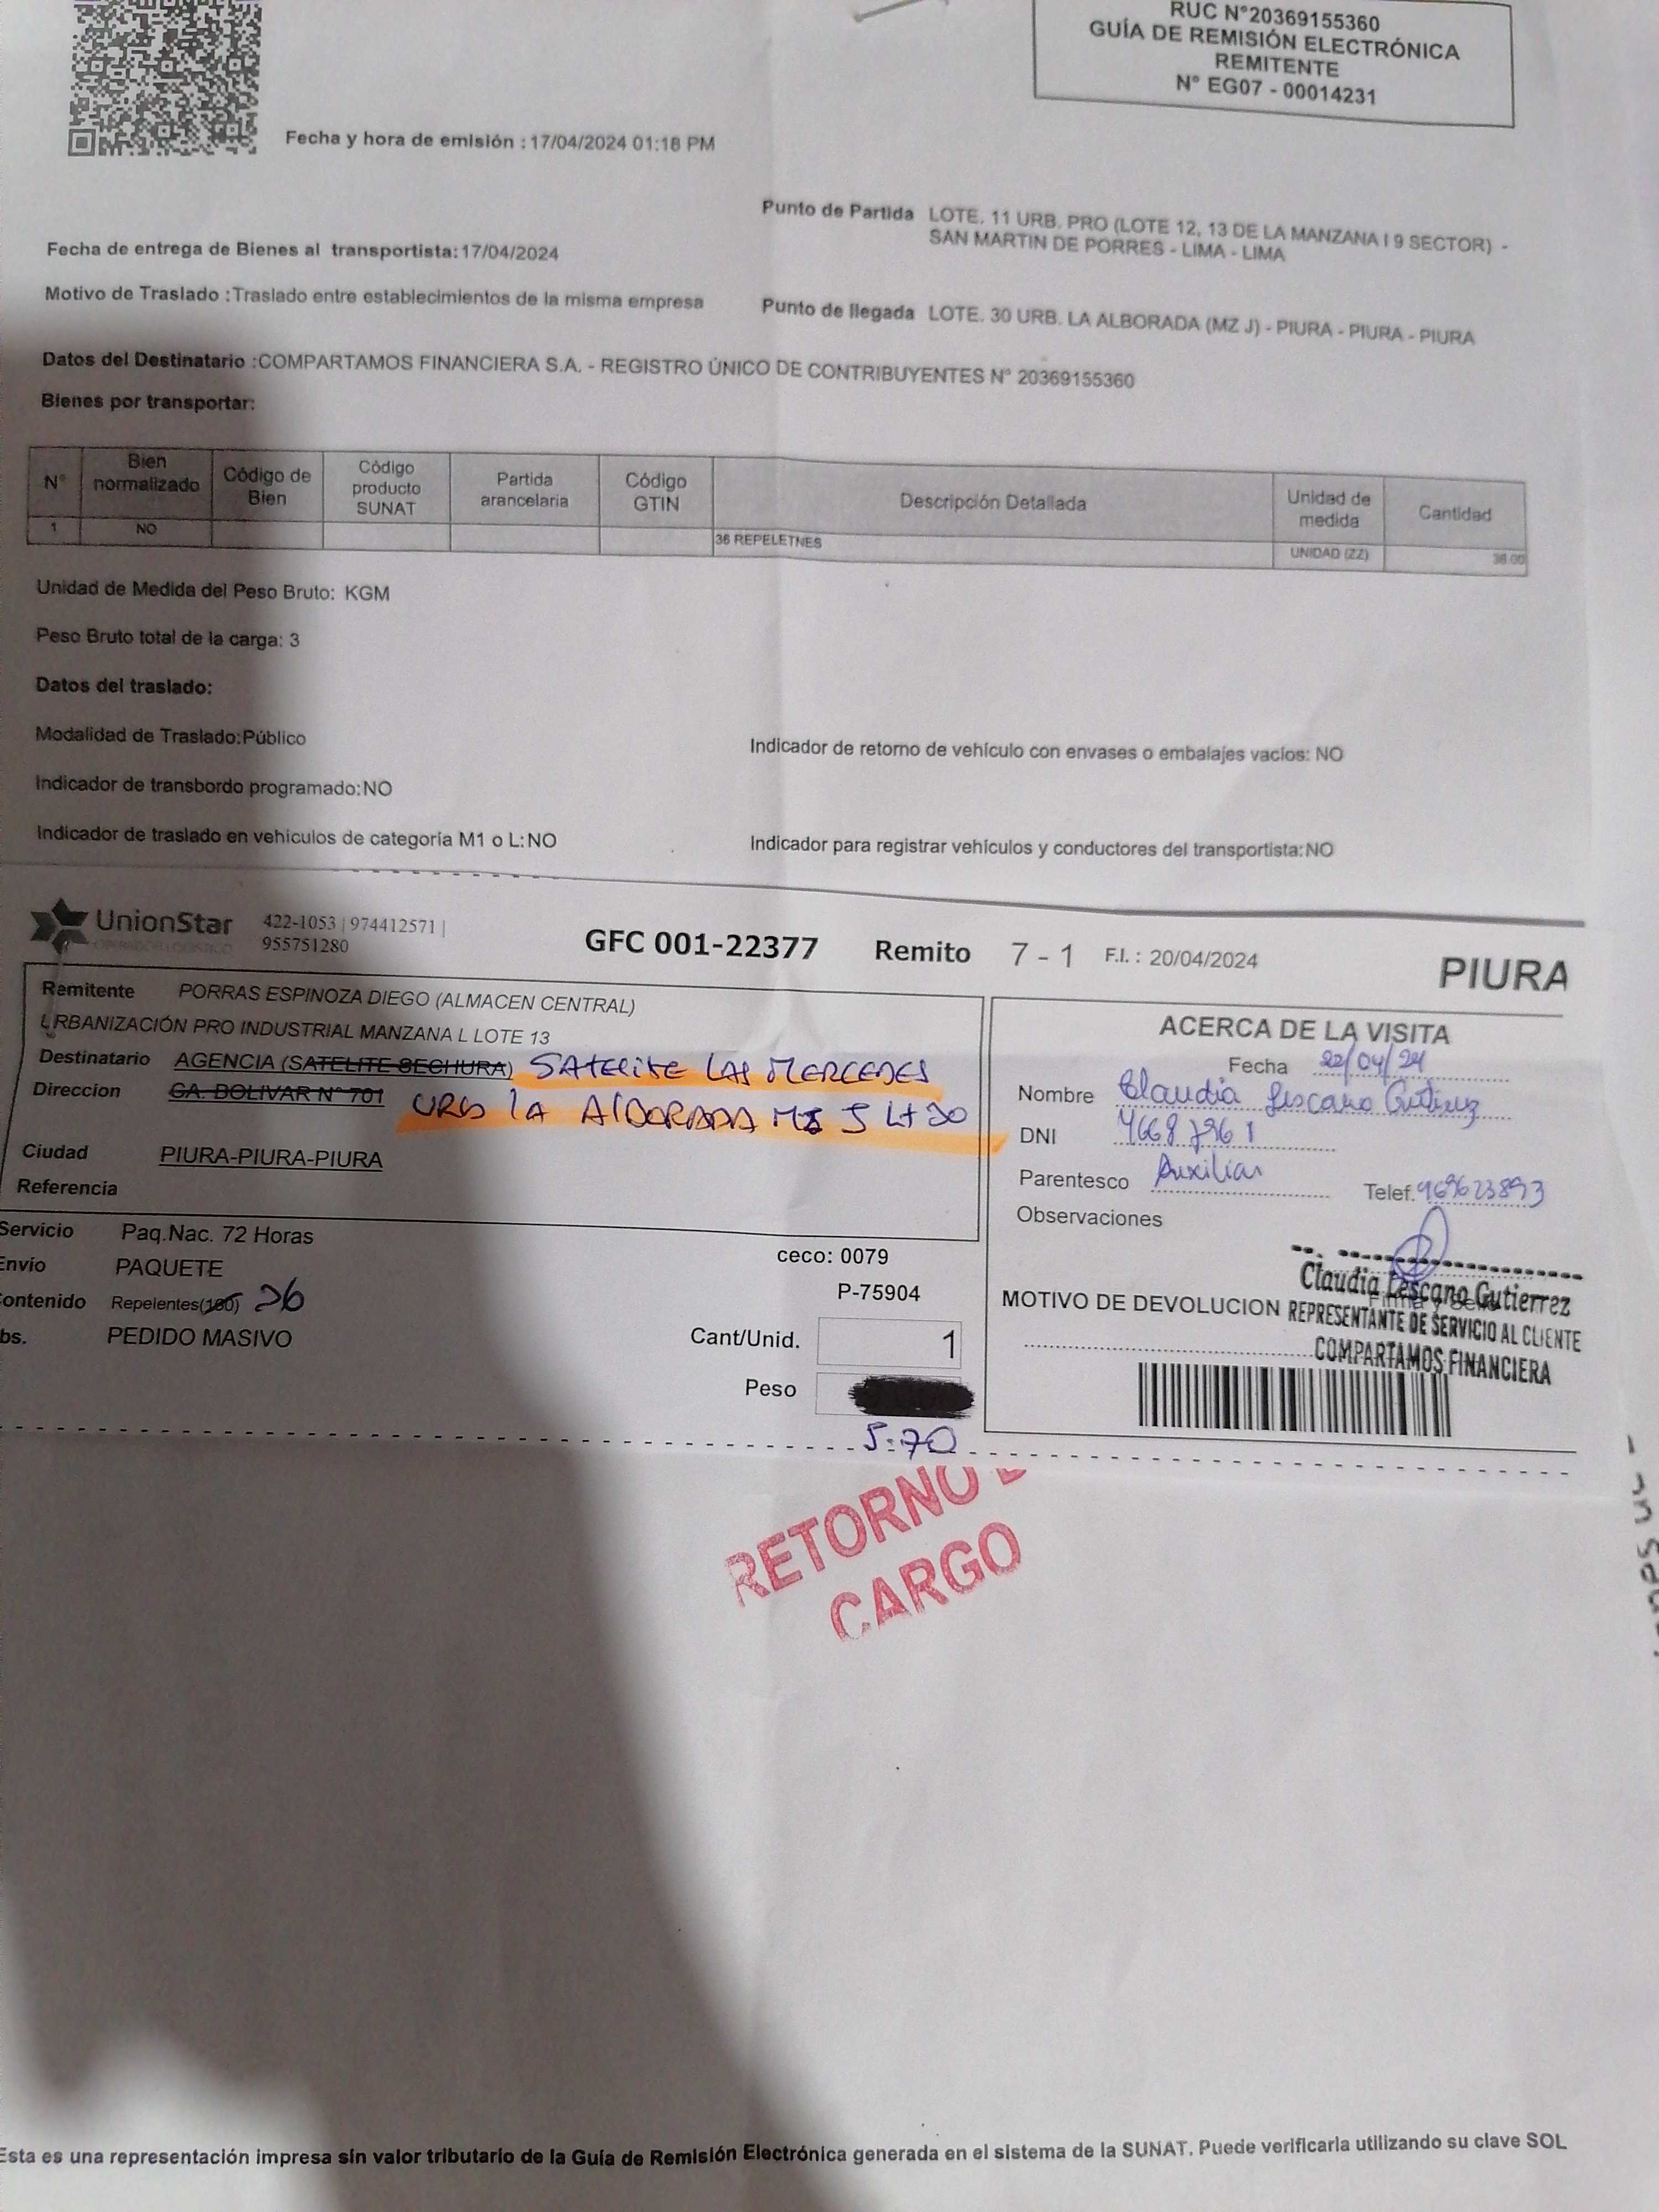 RUC N°20369155360
GUÍA DE REMISIÓN ELECTRÓNICA
REMITENTE
N° EG07 - 00014231
Fecha y hora de emisión : 17/04/2024 01:18 PM
Punto de Partida LOTE. 11 URB. PRO (LOTE 12, 13 DE LA MANZANA I 9 SECTOR) -
SAN MARTIN DE PORRES - LIMA - LIMA
Fecha de entrega de Bienes al transportista: 17/04/2024
Motivo de Traslado : Traslado entre establecimientos de la misma empresa
Punto de llegada LOTE. 30 URB. LA ALBORADA (MZ J) - PIURA - PIURA - PIURA
Datos del Destinatario : COMPARTAMOS FINANCIERA S.A. - REGISTRO ÚNICO DE CONTRIBUYENTES N° 20369155360
Bienes por transportar:
N° Bien normalizado Código de Bien Código producto SUNAT Partida arancelaria Código GTIN Descripción Detallada Unidad de medida Cantidad
1 NO 36 REPELETNES UNIDAD (ZZ) 36.00
Unidad de Medida del Peso Bruto: KGM
Peso Bruto total de la carga: 3
Datos del traslado:
Modalidad de Traslado: Público
Indicador de retorno de vehículo con envases o embalajes vacíos: NO
Indicador de transbordo programado: NO
Indicador de traslado en vehículos de categoría M1 o L: NO
Indicador para registrar vehículos y conductores del transportista: NO
UnionStar 422-1053 | 974412571 |
955751280
GFC 001-22377 Remito 7 - 1 F.I. : 20/04/2024 PIURA
Remitente PORRAS ESPINOZA DIEGO (ALMACEN CENTRAL)
URBANIZACIÓN PRO INDUSTRIAL MANZANA L LOTE 13
Destinatario AGENCIA (SATELITE SECHURA) SATELITE LAS MERCEDES
Direccion CA. BOLIVAR N° 701 URB LA AlBORADA Mz J Lt 30
Ciudad PIURA-PIURA-PIURA
Referencia
Servicio Paq.Nac. 72 Horas
Envío PAQUETE
Contenido Repelentes(180) 36
bs. PEDIDO MASIVO
ceco: 0079
P-75904
Cant/Unid. 1
Peso
5.70
ACERCA DE LA VISITA
Fecha 22/04/24
Nombre Claudia Lescano Gutierrez
DNI 46687961
Parentesco Auxiliar Telef. 969623893
Observaciones
Claudia Lescano Gutierrez
REPRESENTANTE DE SERVICIO AL CLIENTE
COMPARTAMOS FINANCIERA
MOTIVO DE DEVOLUCION
RETORNO
CARGO
Esta es una representación impresa sin valor tributario de la Guía de Remisión Electrónica generada en el sistema de la SUNAT. Puede verificarla utilizando su clave SOL